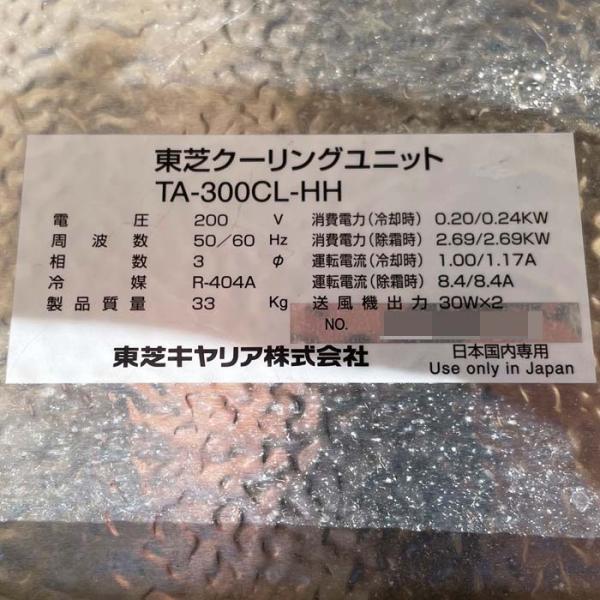 東芝クーリングユニット
TA-300CL-HH
電圧 200 V 消費電力(冷却時) 0.20/0.24KW
周波数 50/60 Hz 消費電力(除霜時) 2.69/2.69KW
相数 3 φ 運転電流(冷却時) 1.00/1.17A
冷媒 R-404A 運転電流(除霜時) 8.4/8.4A
製品質量 33 Kg 送風機出力 30W×2
NO.
東芝キヤリア株式会社 日本国内専用
Use only in Japan